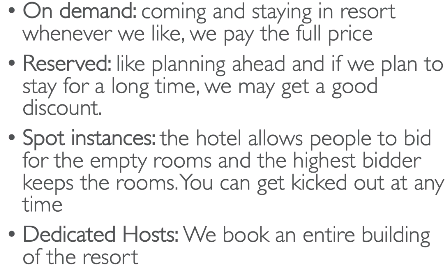 • On demand: coming and staying in resort
whenever we like, we pay the full price
• Reserved: like planning ahead and if we plan to
stay for a long time, we may get a good
discount.
• Spot instances: the hotel allows people to bid
for the empty rooms and the highest bidder
keeps the rooms. You can get kicked out at any
time
• Dedicated Hosts: We book an entire building
of the resort